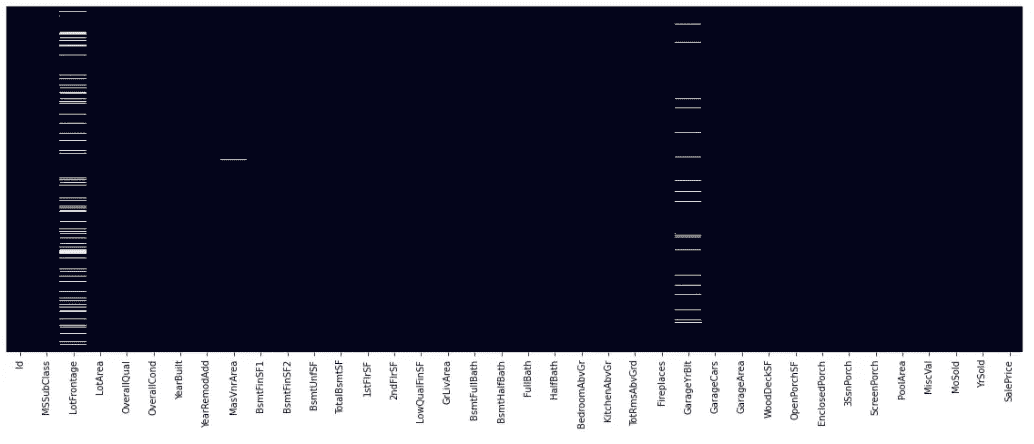 Id
MSSubClass
LotFrontage
LotArea
OverallQual
OverallCond
YearBuilt
YearRemodAdd
MasVnrArea
BsmtFinSF1
BsmtFinSF2
BsmtUnfSF
TotalBsmtSF
1stFlrSF
2ndFlrSF
LowQualFinSF
GrLivArea
BsmtFullBath
BsmtHalfBath
FullBath
HalfBath
BedroomAbvGr
KitchenAbvGr
TotRmsAbvGrd
Fireplaces
GarageYrBlt
GarageCars
GarageArea
WoodDeckSF
OpenPorchSF
EnclosedPorch
3SsnPorch
ScreenPorch
PoolArea
MiscVal
MoSold
YrSold
SalePrice